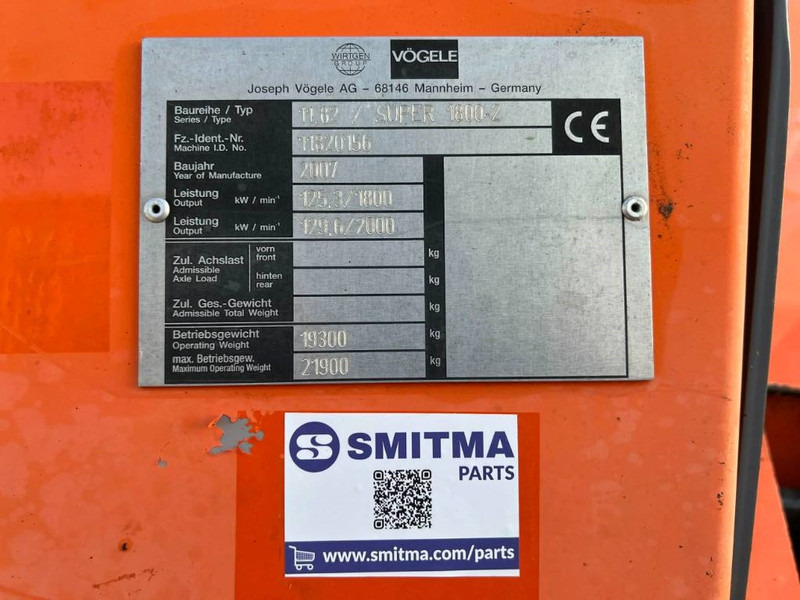 WIRTGEN
GROUP
VÖGELE
Joseph Vögele AG – 68146 Mannheim – Germany
Baureihe / Typ
Series / Type
11.82 / SUPER 1800-2
Fz.-Ident.-Nr.
Machine I.D. No.
11820156
CE
Baujahr
Year of Manufacture
2007
Leistung
Output
kW / min⁻¹
125,3/1800
Leistung
Output
kW / min⁻¹
129,6/2000
Zul. Achslast
Admissible
Axle Load
vorn
front
kg
hinten
rear
kg
Zul. Ges.-Gewicht
Admissible Total Weight
kg
Betriebsgewicht
Operating Weight
19300
kg
max. Betriebsgew.
Maximum Operating Weight
21900
kg
S SMITMA
PARTS
www.smitma.com/parts